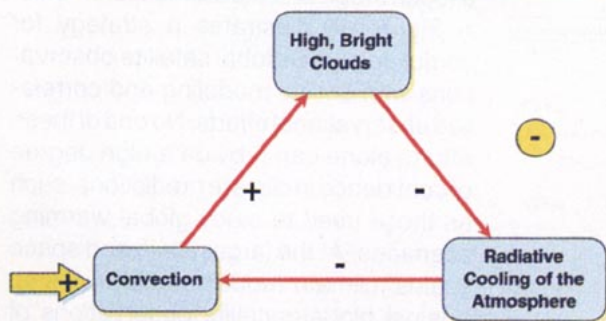 High, Bright
Clouds
-
+
-
-
+
Convection
Radiative
Cooling of the
Atmosphere